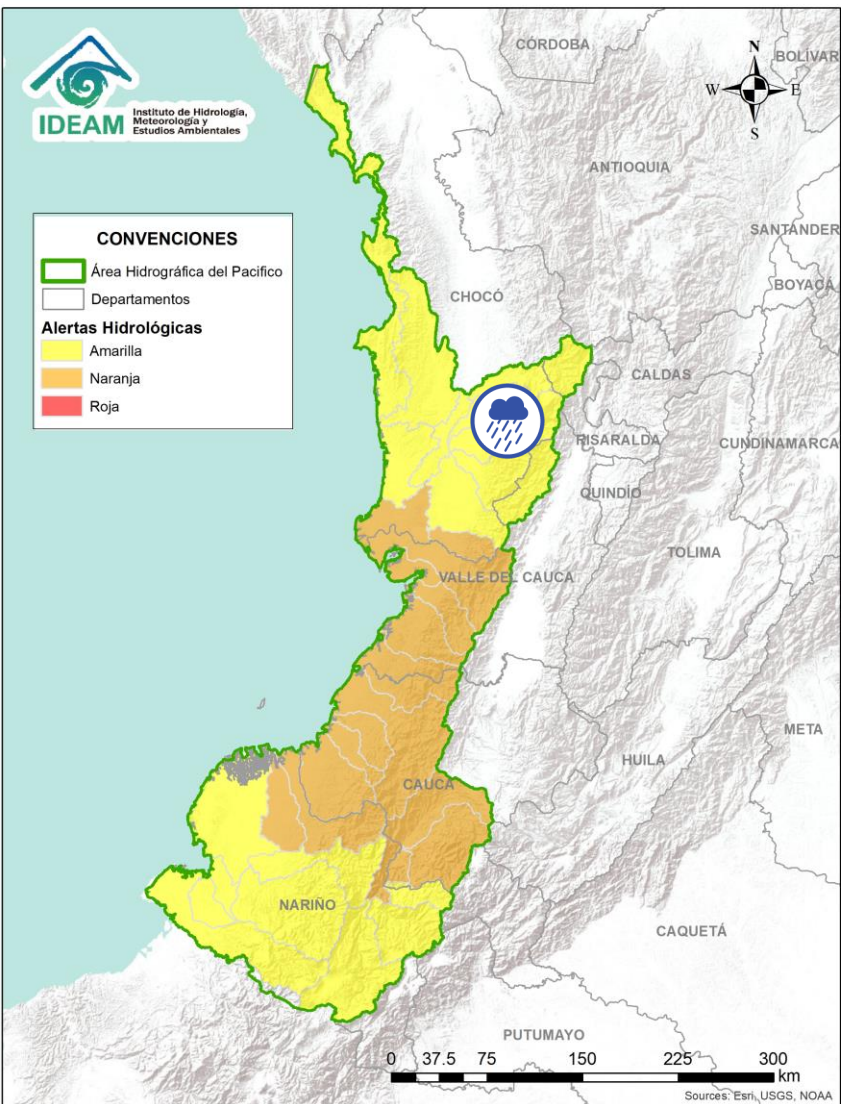 IDEAM
Instituto de Hidrología,
Meteorología y
Estudios Ambientales
CÓRDOBA
BOLÍVAR
N
W
E
S
ANTIOQUIA
SANTANDER
BOYACÁ
CONVENCIONES
Área Hidrográfica del Pacifico
Departamentos
Alertas Hidrológicas
Amarilla
Naranja
Roja
CHOCÓ
CALDAS
RISARALDA
CUNDINAMARCA
QUINDÍO
TOLIMA
VALLE DEL CAUCA
META
HUILA
CAUCA
NARIÑO
CAQUETÁ
PUTUMAYO
0 37.5 75 150 225 300
km
Sources: Esri, USGS, NOAA